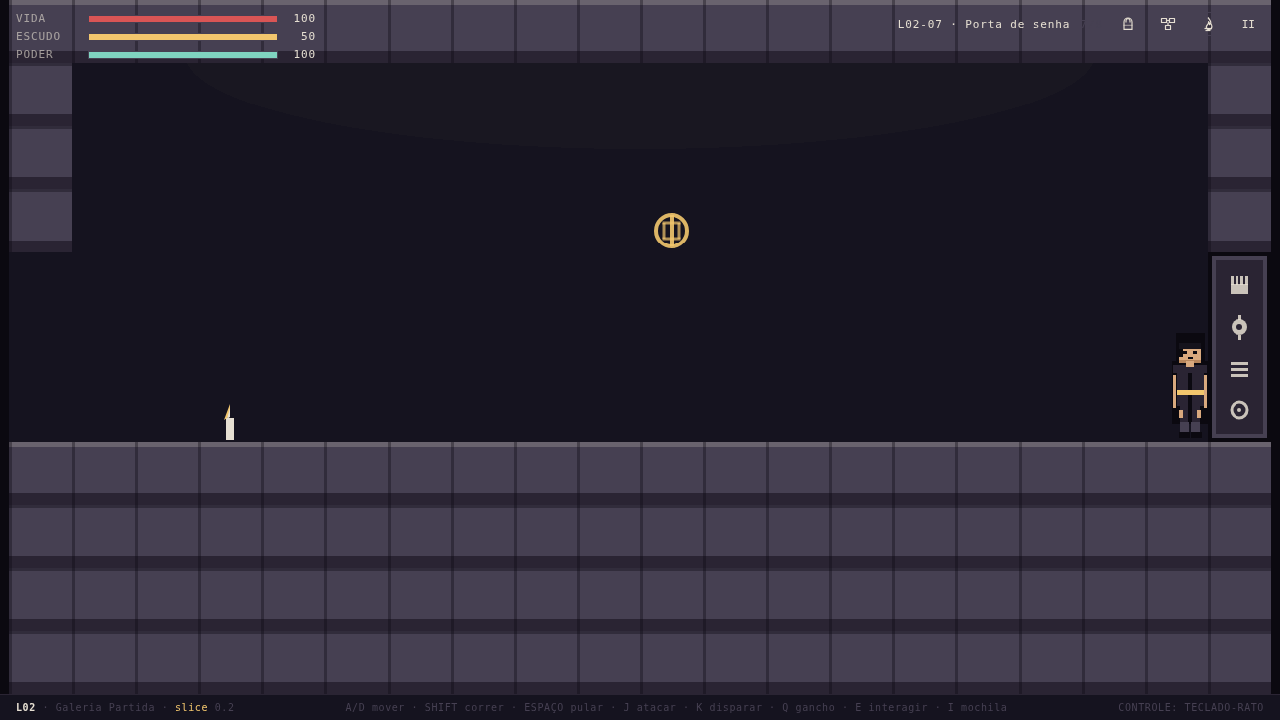 VIDA 100
ESCUDO 50
PODER 100
L02-07 · Porta de senha
II
L02 · Galeria Partida · slice 0.2
A/D mover · SHIFT correr · ESPAÇO pular · J atacar · K disparar · Q gancho · E interagir · I mochila
CONTROLE: TECLADO-RATO